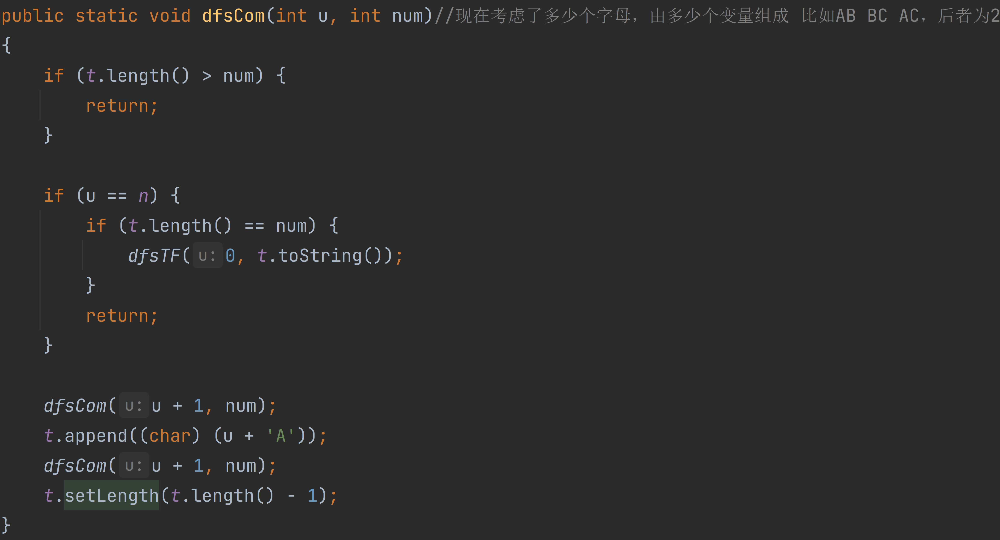 public static void dfsCom(int u, int num)//现在考虑了多少个字母，由多少个变量组成 比如AB BC AC，后者为2
{
if (t.length() > num) {
return;
}
if (u == n) {
if (t.length() == num) {
dfsTF( u: 0, t.toString());
}
return;
}
dfsCom( u: u + 1, num);
t.append((char) (u + 'A'));
dfsCom( u: u + 1, num);
t.setLength(t.length() - 1);
}